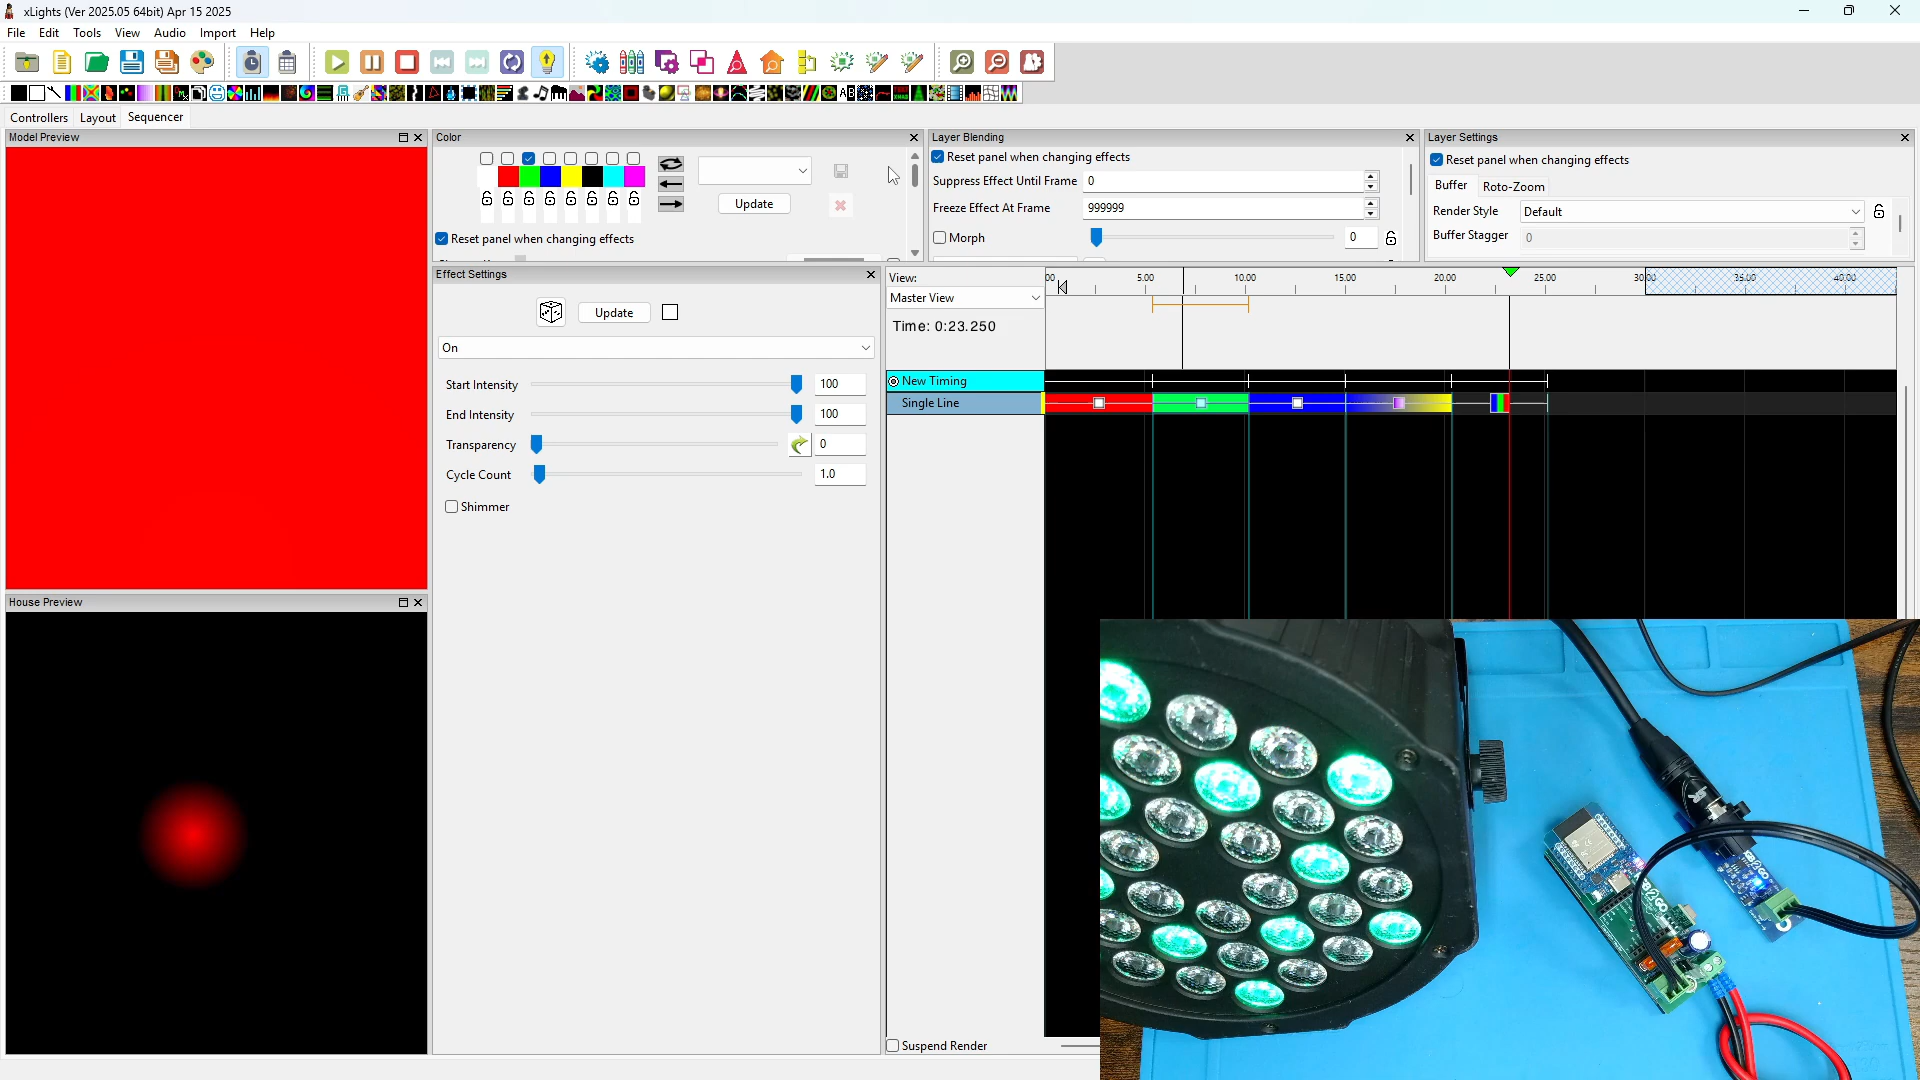 xLights (Ver 2025.05 64bit) Apr 15 2025
File Edit Tools View Audio Import Help
Controllers Layout Sequencer
Model Preview
Color
Update
Reset panel when changing effects
Layer Blending
Reset panel when changing effects
Suppress Effect Until Frame 0
Freeze Effect At Frame 999999
Morph 0
Layer Settings
Reset panel when changing effects
Buffer Roto-Zoom
Render Style Default
Buffer Stagger 0
Effect Settings
Update
On
Start Intensity 100
End Intensity 100
Transparency 0
Cycle Count 1.0
Shimmer
View:
Master View
Time: 0:23.250
00 5.00 10.00 15.00 20.00 25.00 30.00 35.00 40.00
New Timing
Single Line
House Preview
Suspend Render